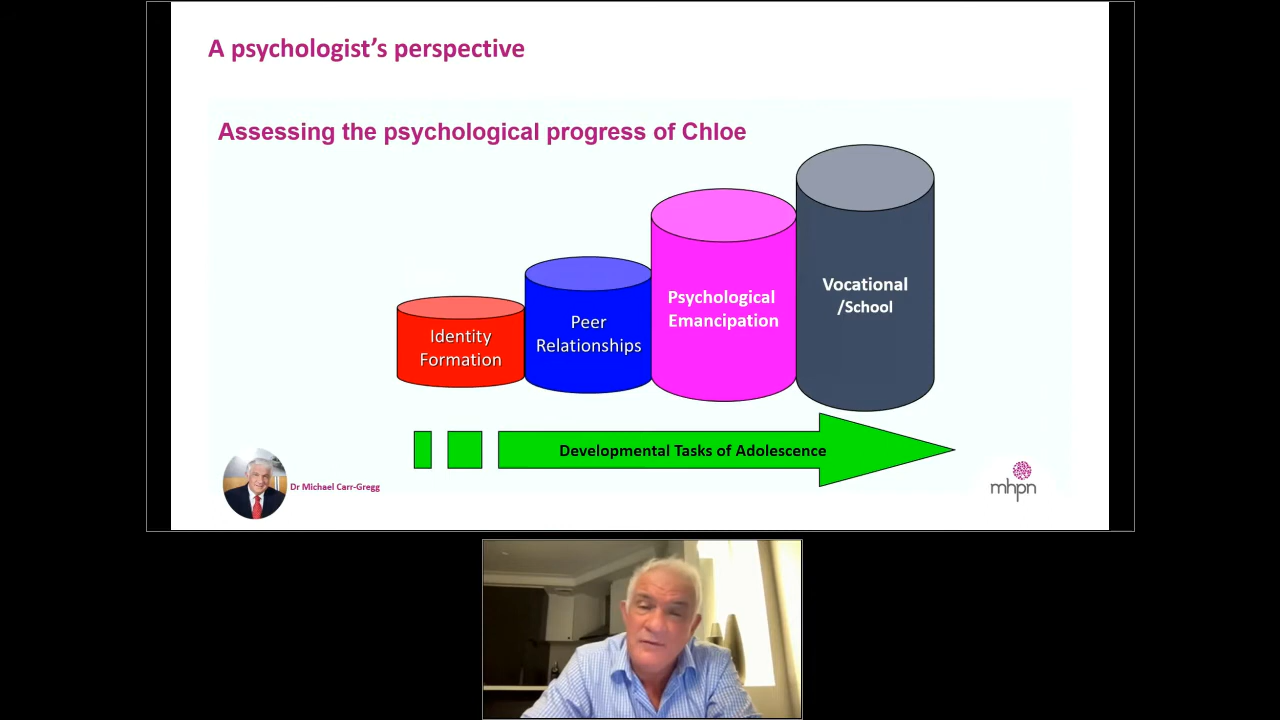 A psychologist’s perspective
Assessing the psychological progress of Chloe
Identity
Formation
Peer
Relationships
Psychological
Emancipation
Vocational
/School
Developmental Tasks of Adolescence
Dr Michael Carr-Gregg
mhpn